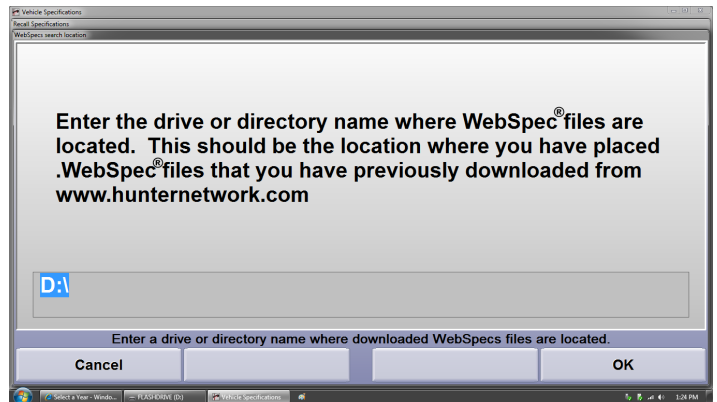 Vehicle Specifications
Recall Specifications
WebSpecs search location
Enter the drive or directory name where WebSpec® files are
located. This should be the location where you have placed
.WebSpec® files that you have previously downloaded from
www.hunternetwork.com
D:\
Enter a drive or directory name where downloaded WebSpecs files are located.
Cancel
OK
Select a Year - Windo...
FLASHDRIVE (D:)
Vehicle Specifications
1:24 PM